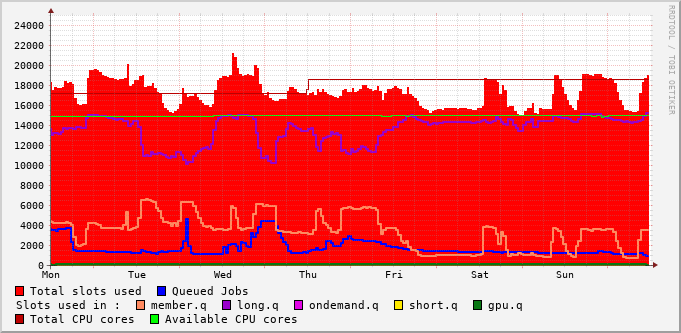 RRDTOOL / TOBI OETIKER
24000
22000
20000
18000
16000
14000
12000
10000
8000
6000
4000
2000
0
Mon Tue Wed Thu Fri Sat Sun
Total slots used Queued Jobs
Slots used in : member.q long.q ondemand.q short.q gpu.q
Total CPU cores Available CPU cores